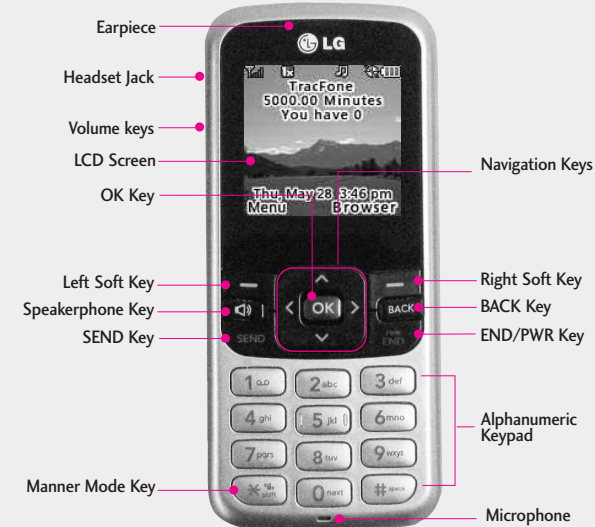 Earpiece
LG
Headset Jack
TracFone
5000.00 Minutes
You have 0
Volume keys
LCD Screen
Navigation Keys
OK Key
Thu, May 28 3:46 pm
Menu Browser
Left Soft Key
Right Soft Key
Speakerphone Key
OK
BACK
BACK Key
SEND Key
SEND
PWR
END
END/PWR Key
1
2 abc
3 def
4 ghi
5 jkl
6 mno
Alphanumeric
Keypad
7 pqrs
8 tuv
9 wxyz
Manner Mode Key
* shift
0 next
# space
Microphone